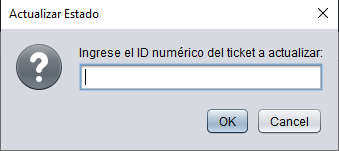 Actualizar Estado
Ingrese el ID numérico del ticket a actualizar:
OK
Cancel